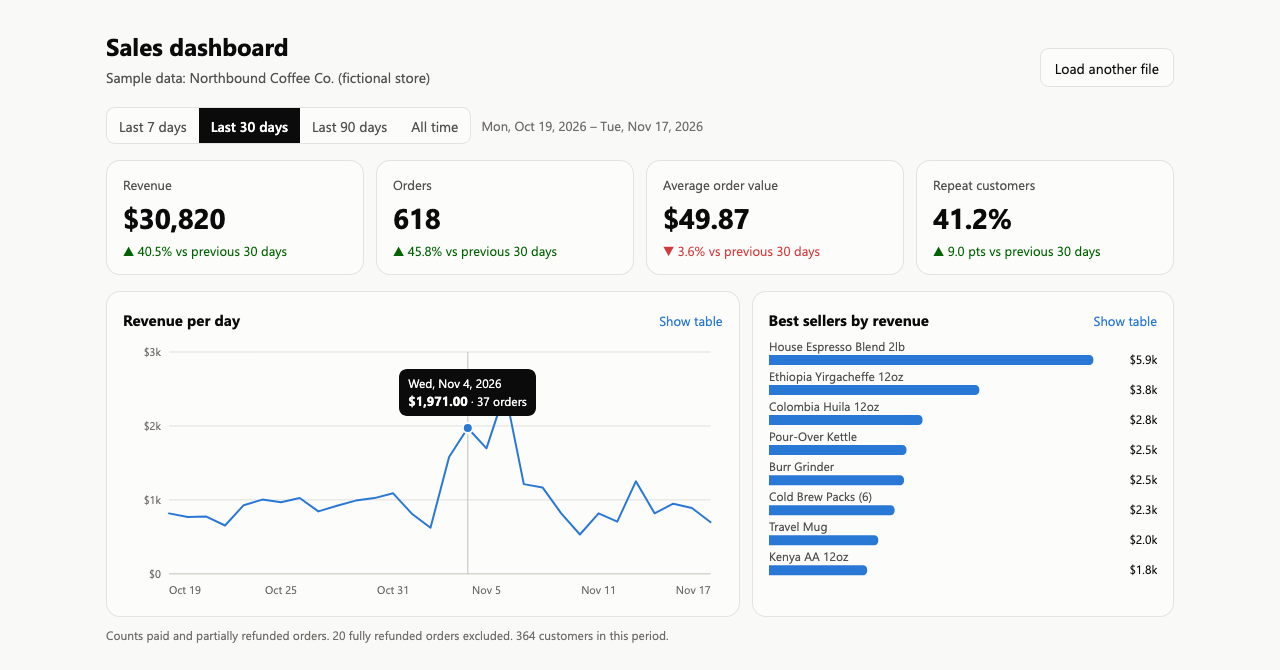 Sales dashboard
Sample data: Northbound Coffee Co. (fictional store)
Load another file
Last 7 days
Last 30 days
Last 90 days
All time
Mon, Oct 19, 2026 – Tue, Nov 17, 2026
Revenue
$30,820
▲ 40.5% vs previous 30 days
Orders
618
▲ 45.8% vs previous 30 days
Average order value
$49.87
▼ 3.6% vs previous 30 days
Repeat customers
41.2%
▲ 9.0 pts vs previous 30 days
Revenue per day
Show table
$3k
$2k
$1k
$0
Wed, Nov 4, 2026
$1,971.00 · 37 orders
Oct 19
Oct 25
Oct 31
Nov 5
Nov 11
Nov 17
Best sellers by revenue
Show table
House Espresso Blend 2lb
$5.9k
Ethiopia Yirgacheffe 12oz
$3.8k
Colombia Huila 12oz
$2.8k
Pour-Over Kettle
$2.5k
Burr Grinder
$2.5k
Cold Brew Packs (6)
$2.3k
Travel Mug
$2.0k
Kenya AA 12oz
$1.8k
Counts paid and partially refunded orders. 20 fully refunded orders excluded. 364 customers in this period.